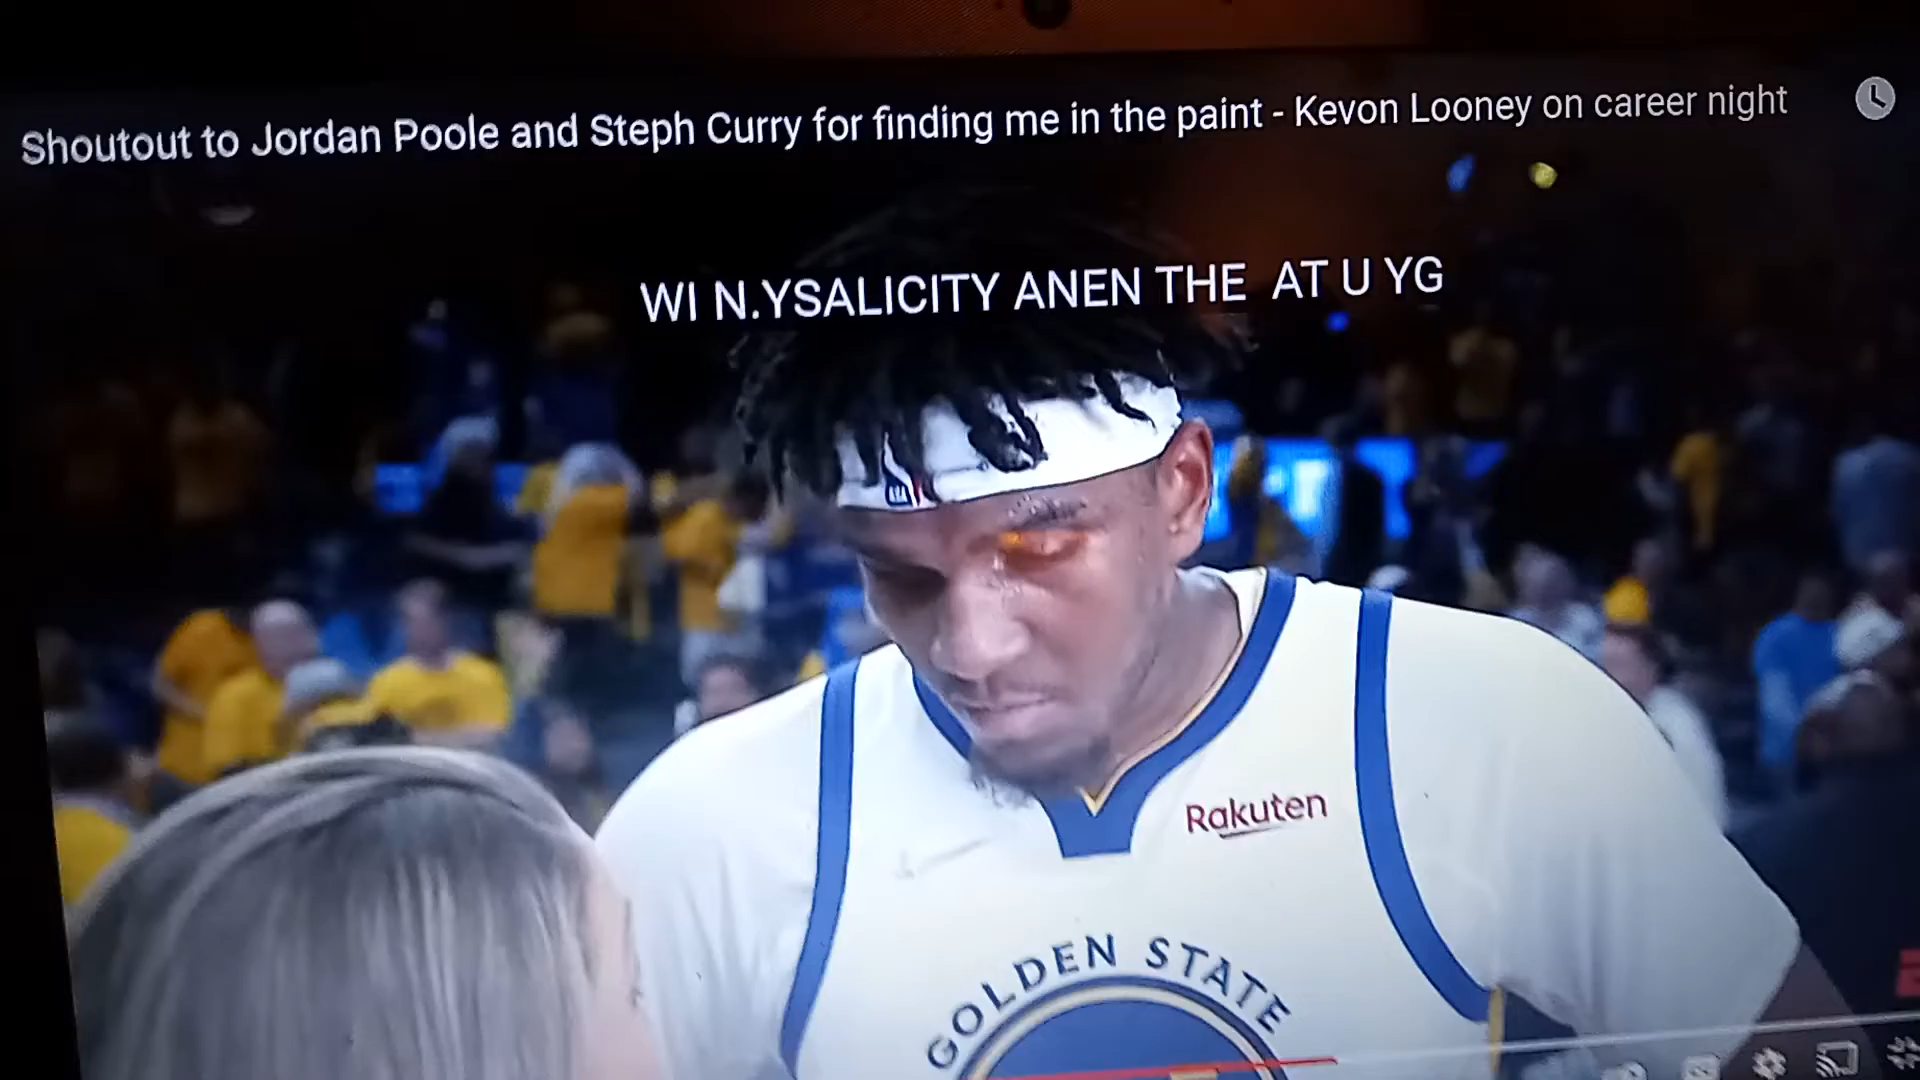 Shoutout to Jordan Poole and Steph Curry for finding me in the paint - Kevon Looney on career night
WI N.YSALICITY ANEN THE  AT U YG
Rakuten
GOLDEN STATE